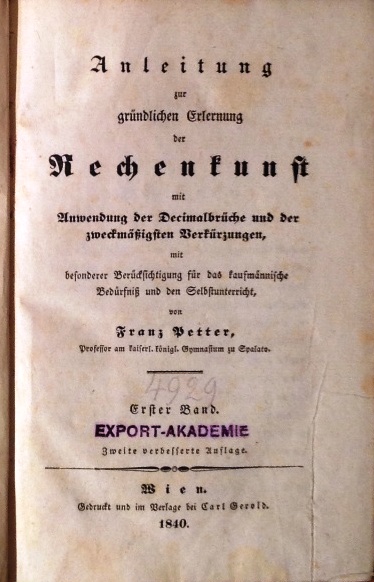 Anleitung
zur
gründlichen Erlernung
der
Rechenkunst
mit
Anwendung der Decimalbrüche und der
zweckmäßigsten Verkürzungen,
mit
besonderer Berücksichtigung für das kaufmännische
Bedürfniß und den Selbstunterricht,
von
Franz Petter,
Professor am kaiserl. königl. Gymnasium zu Spalato.
4929
Erster Band.
EXPORT-AKADEMIE
Zweite verbesserte Auflage.
Wien.
Gedruckt und im Verlage bei Carl Gerold.
1840.